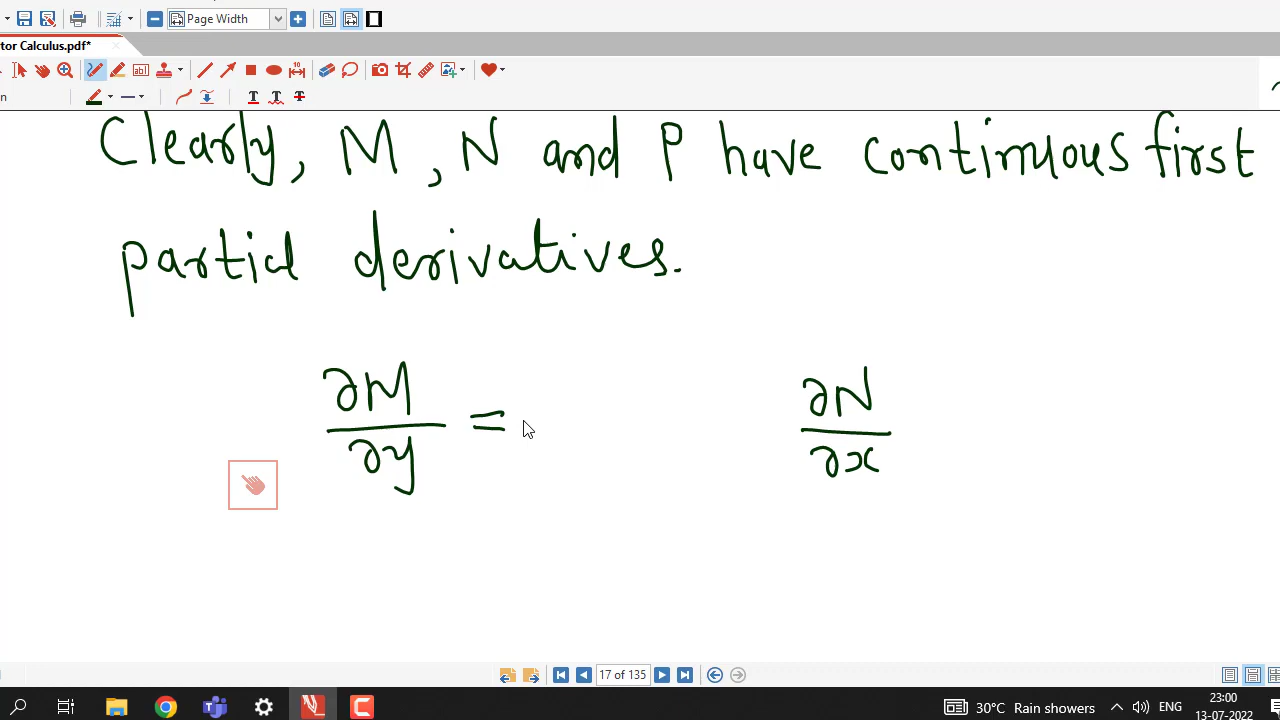 Page Width
tor Calculus.pdf*
n
Clearly, M, N and P have continuous first
partial derivatives.
∂M/∂y = ∂N/∂x
17 of 135
30°C Rain showers ENG 23:00
13-07-2022